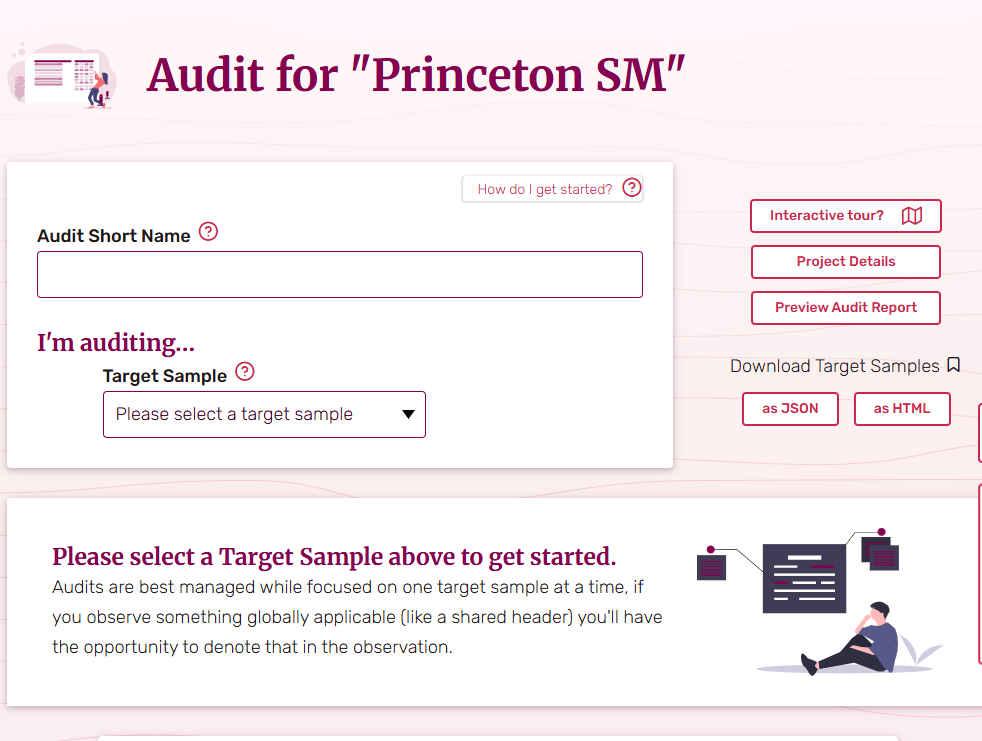 Audit for "Princeton SM"
How do I get started?
Audit Short Name
I'm auditing...
Target Sample
Please select a target sample
Interactive tour?
Project Details
Preview Audit Report
Download Target Samples
as JSON
as HTML
Please select a Target Sample above to get started.
Audits are best managed while focused on one target sample at a time, if
you observe something globally applicable (like a shared header) you'll have
the opportunity to denote that in the observation.